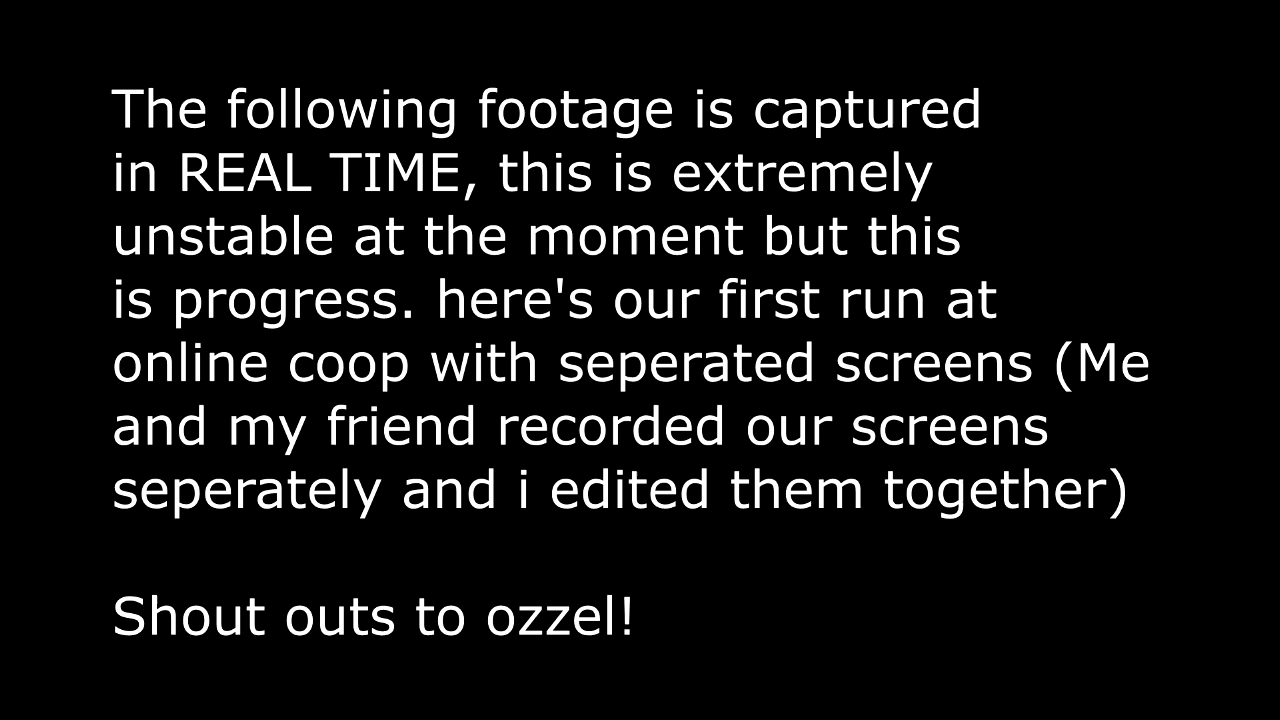 The following footage is captured
in REAL TIME, this is extremely
unstable at the moment but this
is progress. here's our first run at
online coop with seperated screens (Me
and my friend recorded our screens
seperately and i edited them together)
Shout outs to ozzel!